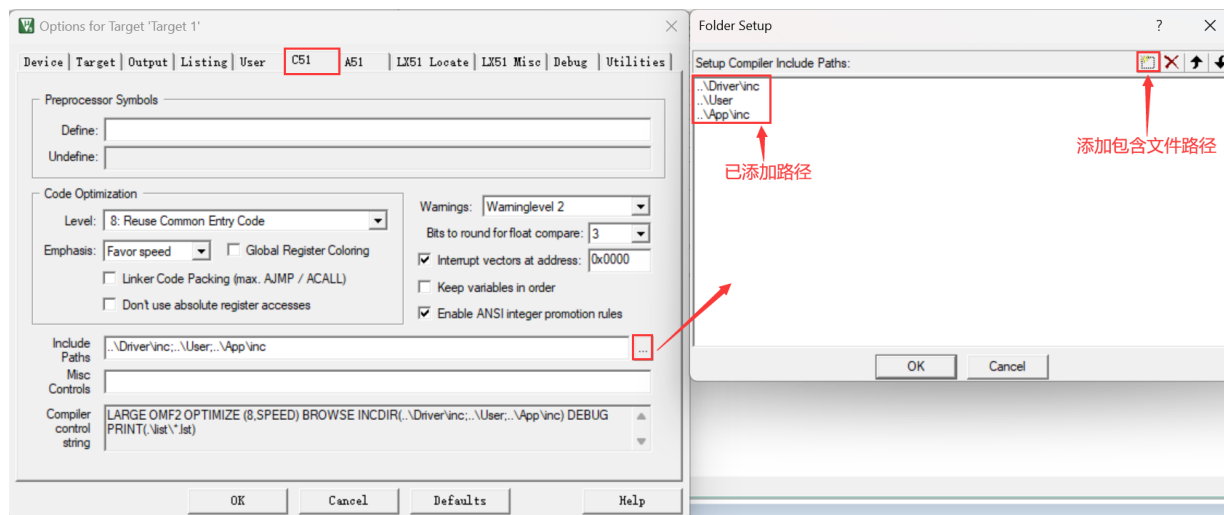 Options for Target 'Target 1'
Device Target Output Listing User C51 A51 LX51 Locate LX51 Misc Debug Utilities
Preprocessor Symbols
Define:
Undefine:
Code Optimization
Level: 8: Reuse Common Entry Code
Emphasis: Favor speed Global Register Coloring
Linker Code Packing (max. AJMP / ACALL)
Don't use absolute register accesses
Warnings: Warninglevel 2
Bits to round for float compare: 3
Interrupt vectors at address: 0x0000
Keep variables in order
Enable ANSI integer promotion rules
Include Paths ..\Driver\inc;..\User;..\App\inc ...
Misc Controls
Compiler control string
LARGE OMF2 OPTIMIZE (8,SPEED) BROWSE INCDIR(..\Driver\inc;..\User;..\App\inc) DEBUG
PRINT(.\list\*.lst)
OK Cancel Defaults Help
Folder Setup ?
Setup Compiler Include Paths:
..\Driver\inc
..\User
..\App\inc
已添加路径
添加包含文件路径
OK Cancel